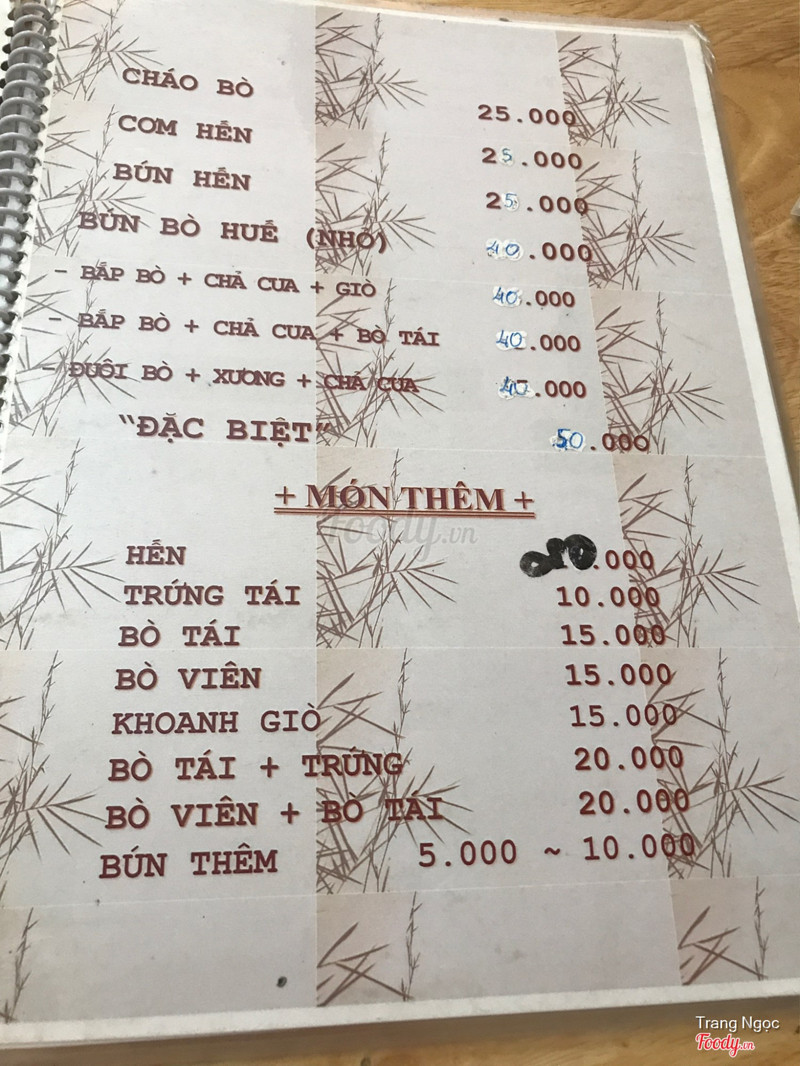 CHÁO BÒ 25.000
CƠM HẾN 25.000
BÚN HẾN 25.000
BÚN BÒ HUẾ (NHỎ) 40.000
- BẮP BÒ + CHẢ CUA + GIÒ 40.000
- BẮP BÒ + CHẢ CUA + BÒ TÁI 40.000
- ĐUÔI BÒ + XƯƠNG + CHẢ CUA 40.000
"ĐẶC BIỆT" 50.000
+ MÓN THÊM +
foody.vn
HẾN .000
TRỨNG TÁI 10.000
BÒ TÁI 15.000
BÒ VIÊN 15.000
KHOANH GIÒ 15.000
BÒ TÁI + TRỨNG 20.000
BÒ VIÊN + BÒ TÁI 20.000
BÚN THÊM 5.000 ~ 10.000
Trang Ngọc
Foody.vn